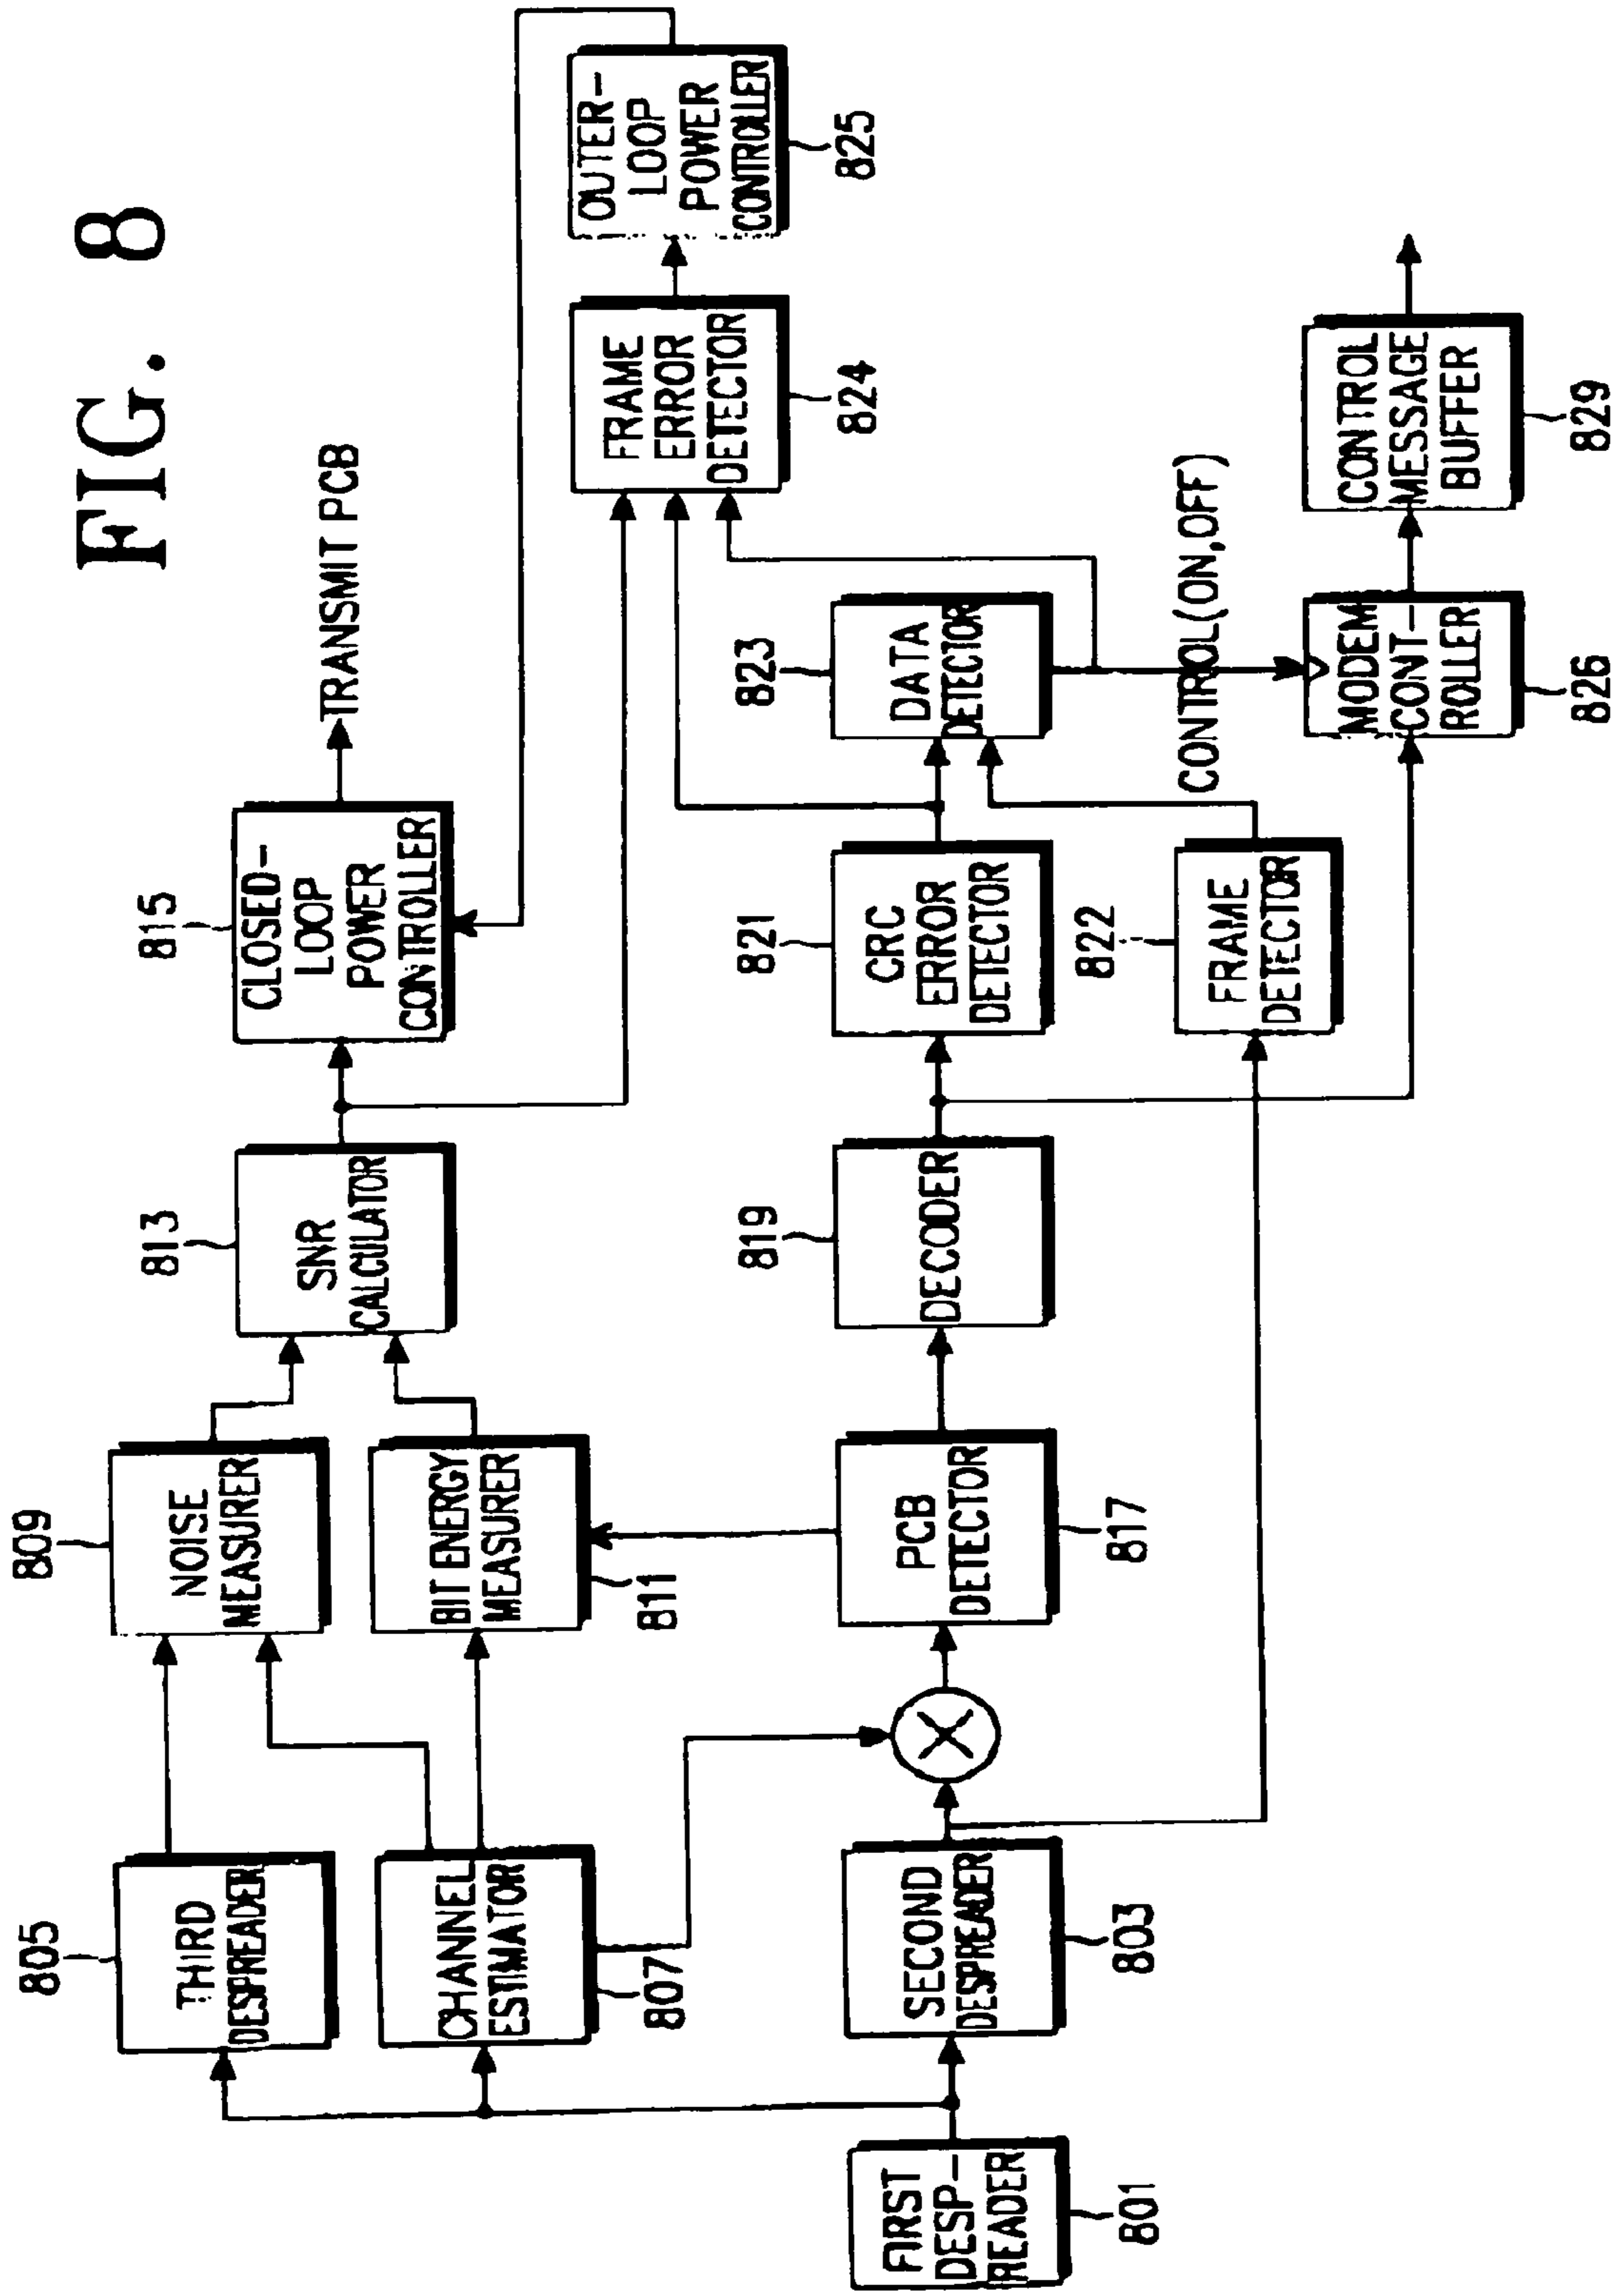 FIG. 8
805
THIRD
DESPREADER
809
NOISE
MEASURER
813
SNR
CALCULATOR
815
CLOSED-
LOOP
POWER
CONTROLLER
TRANSMIT PCB
CHANNEL
ESTIMATOR
807
BIT ENERGY
MEASURER
811
OUTER-
LOOP
POWER
CONTROLLER
825
FRAME
ERROR
DETECTOR
824
FIRST
DESP-
READER
801
SECOND
DESPREADER
803
PCB
DETECTOR
817
819
DECODER
821
CRC
ERROR
DETECTOR
823
DATA
DETECTOR
822
FRAME
DETECTOR
CONTROL(ON,OFF)
MODEM
CONT-
ROLLER
826
CONTROL
MESSAGE
BUFFER
829